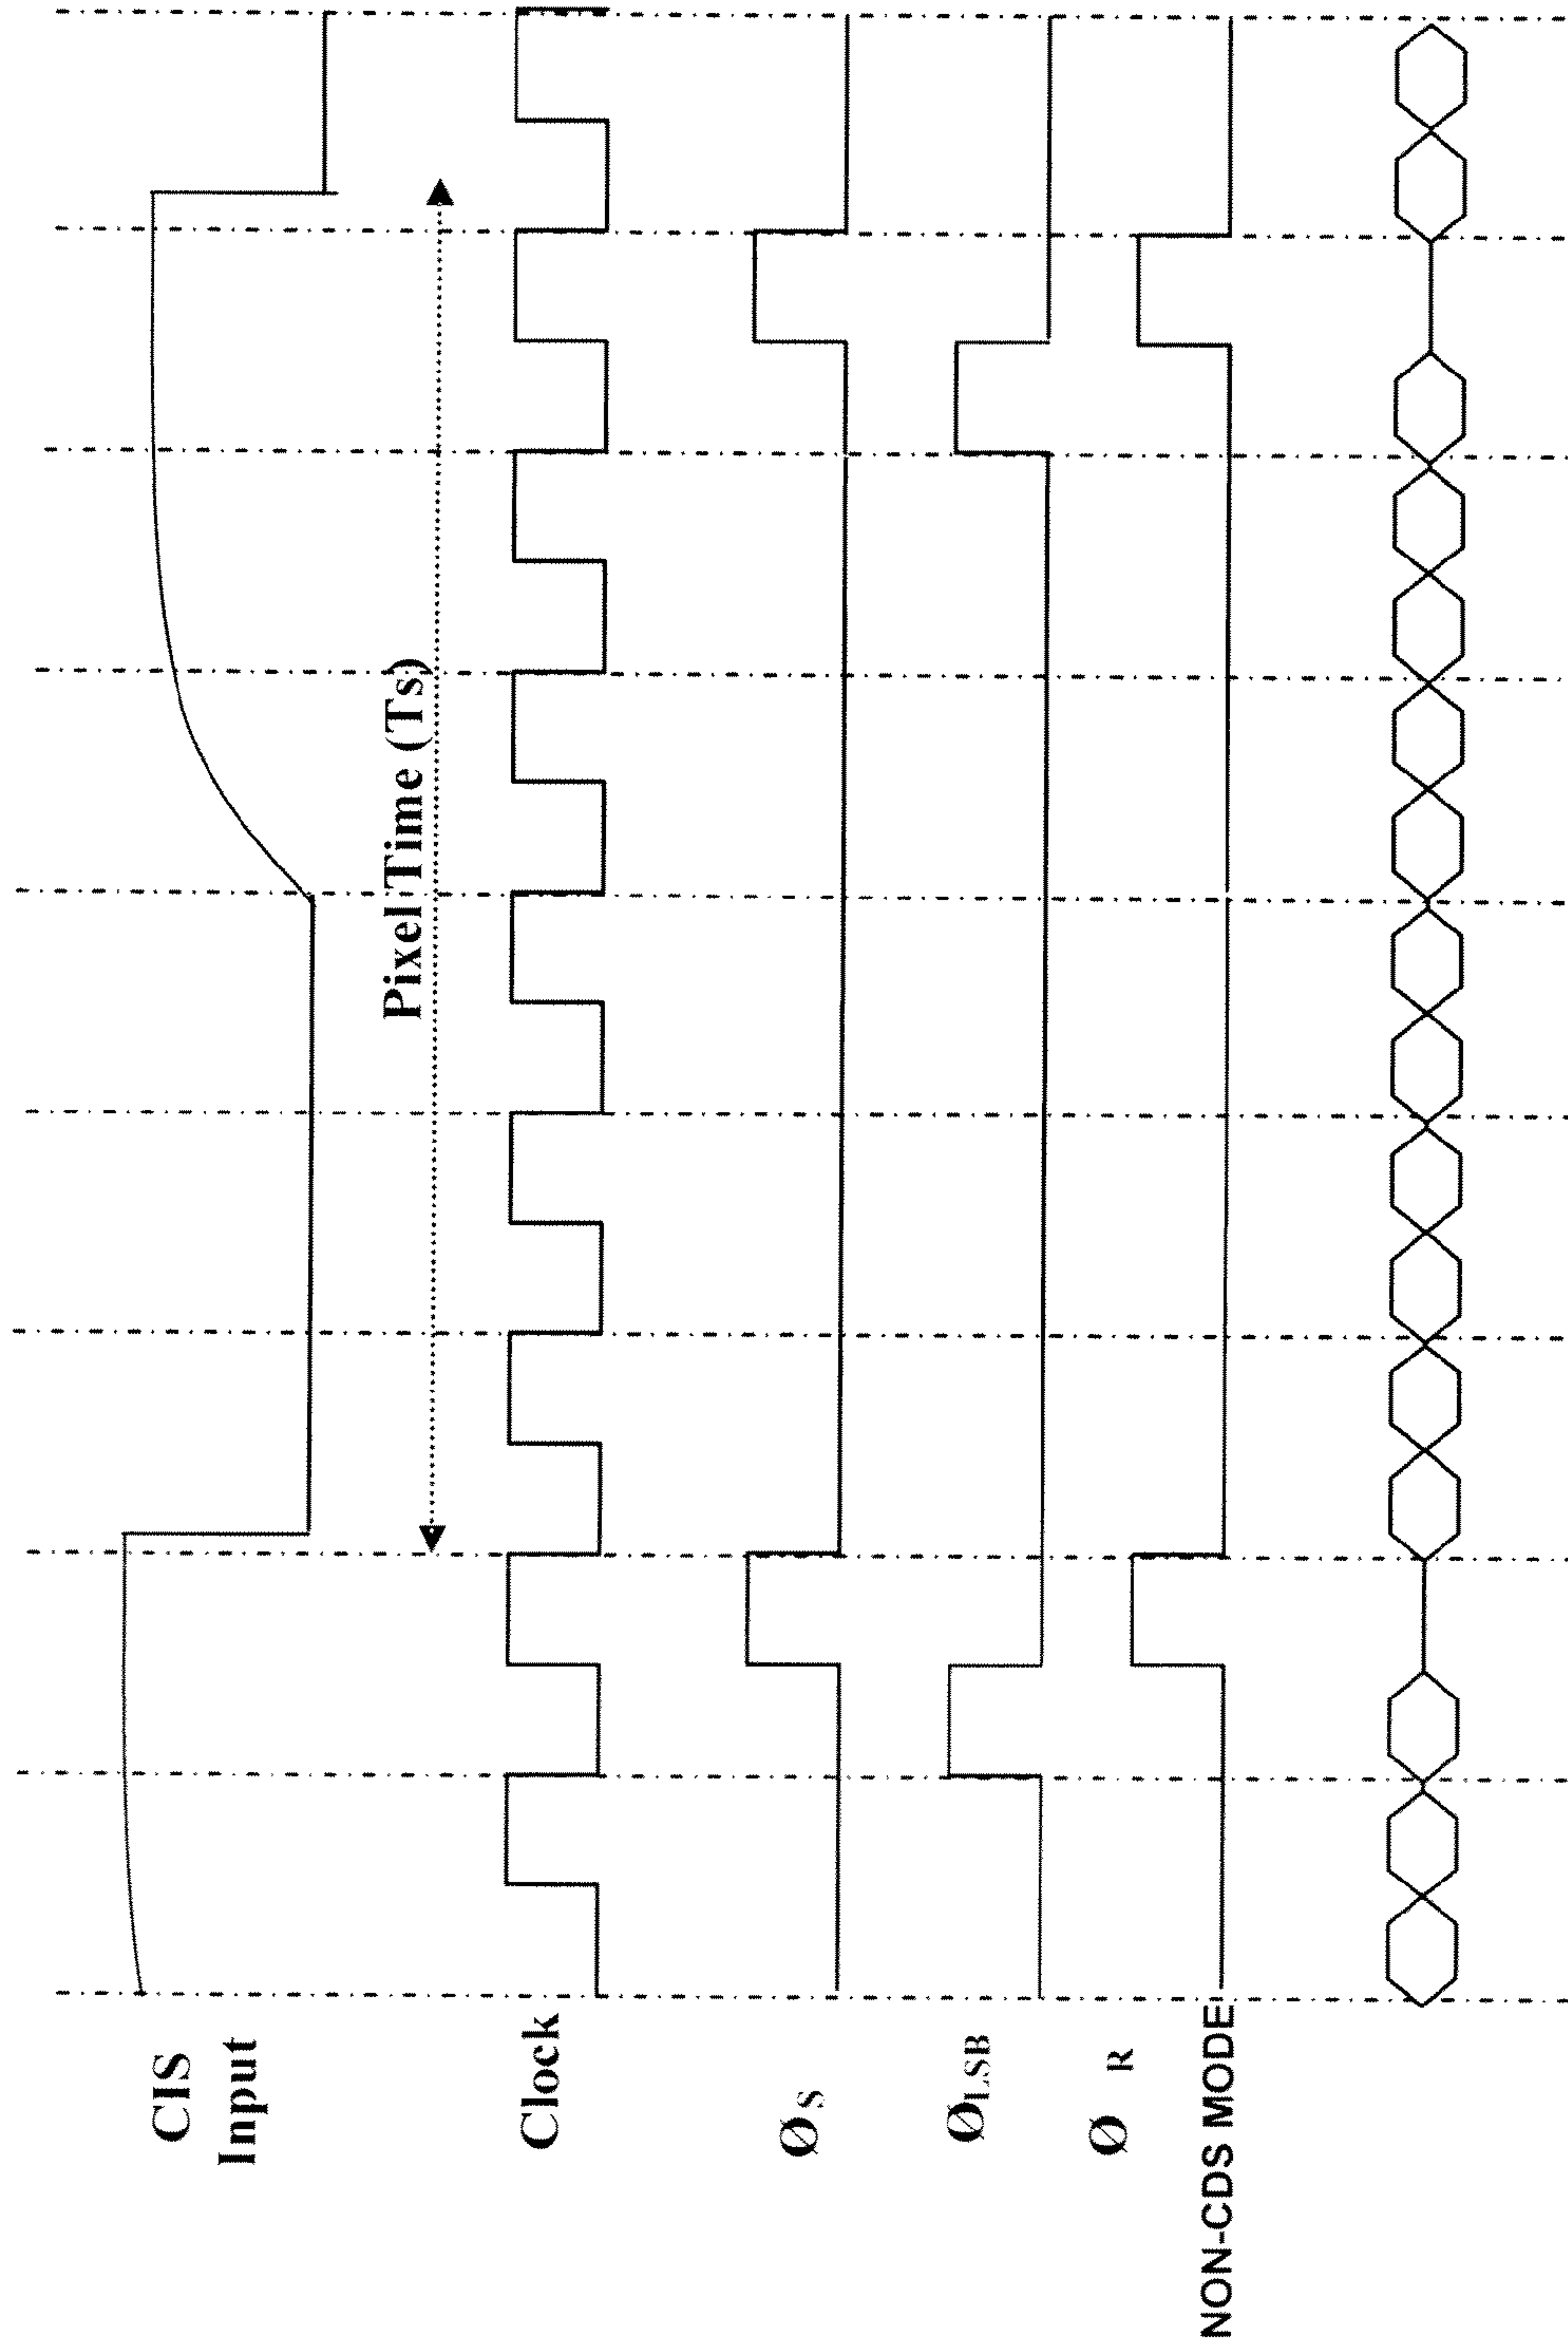 CIS
Input
Pixel Time (Ts)
Clock
ØS
ØLSB
Ø R
NON-CDS MODE